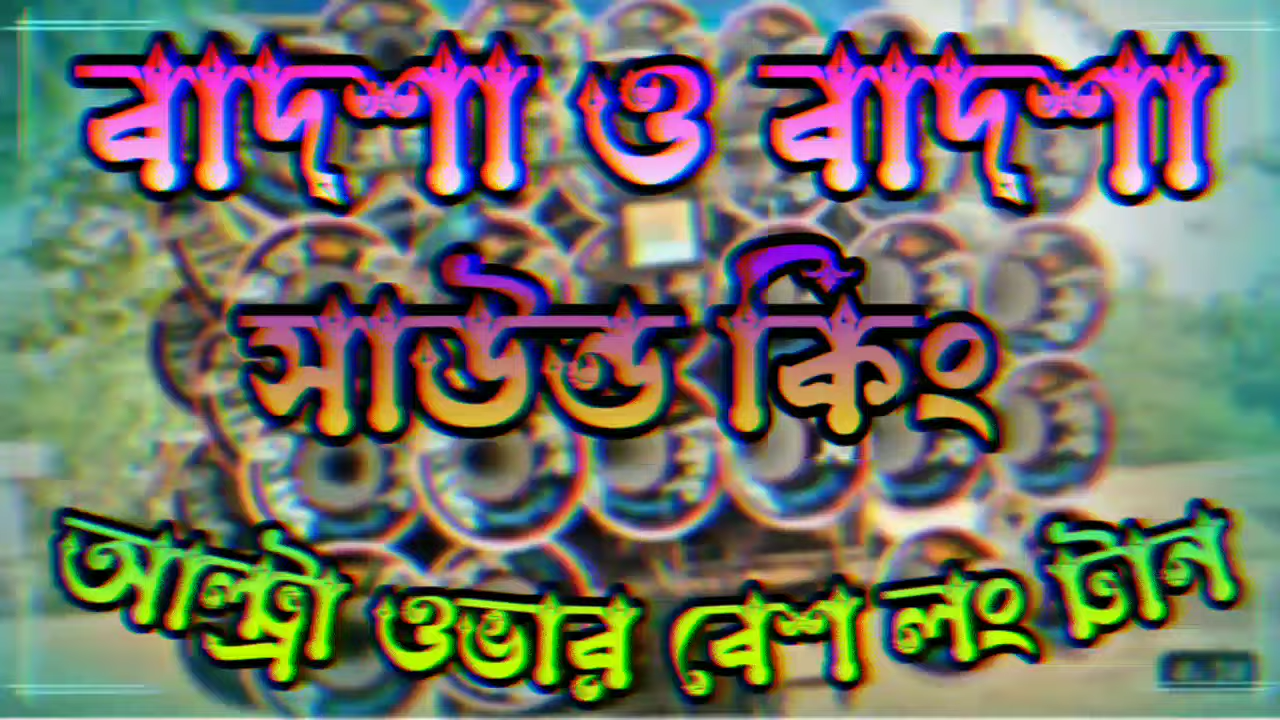 বাদশা ও বাদশা
সাউন্ড কিং
আল্ট্রা ওভার বেশ লং টান